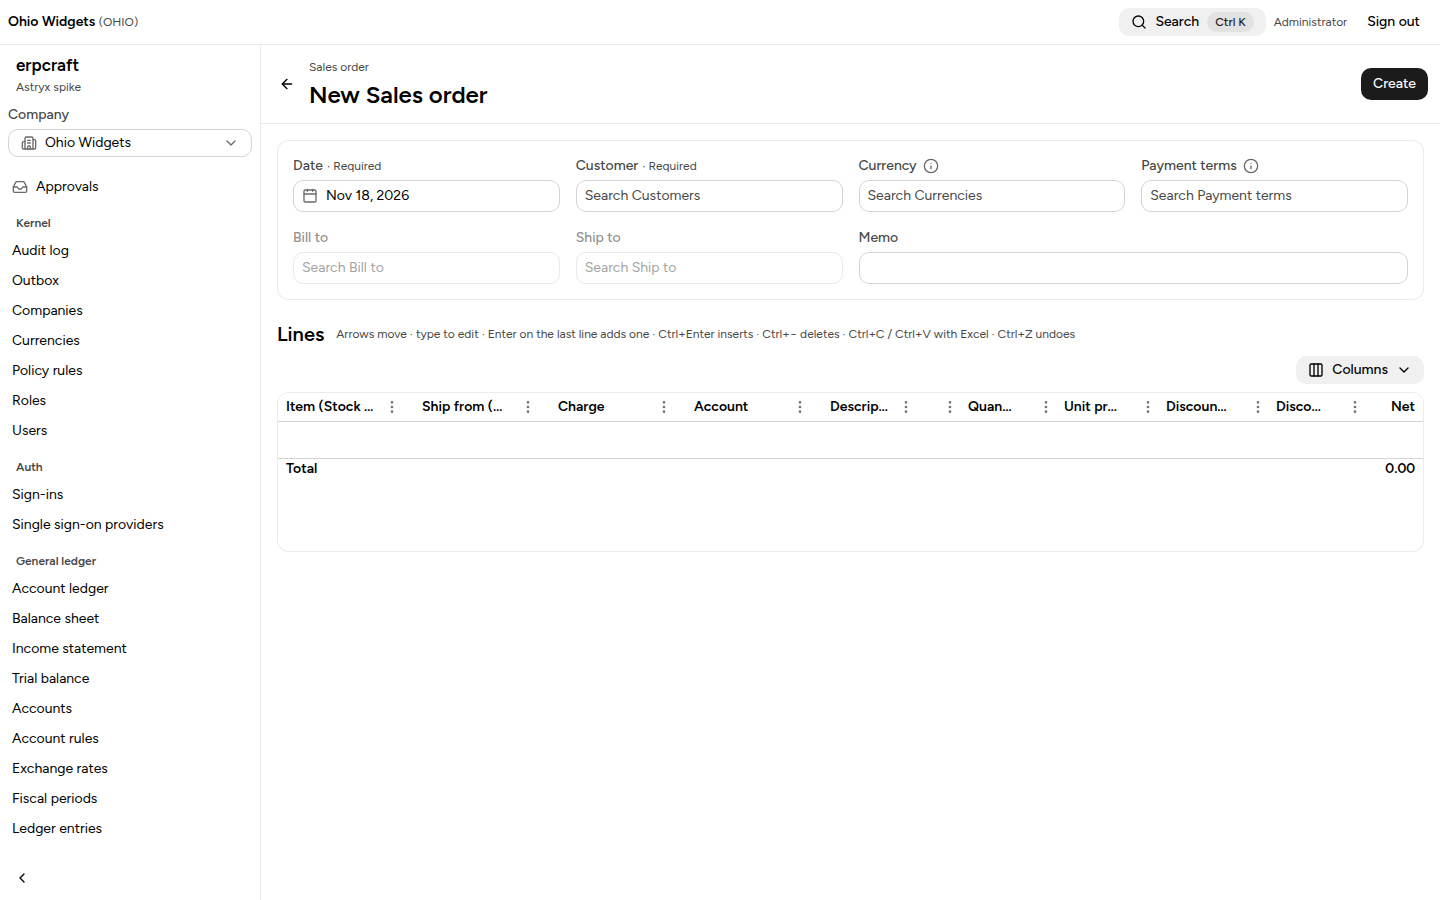 Ohio Widgets (OHIO)
Search Ctrl K
Administrator
Sign out
erpcraft
Astryx spike
Company
Ohio Widgets
Approvals
Kernel
Audit log
Outbox
Companies
Currencies
Policy rules
Roles
Users
Auth
Sign-ins
Single sign-on providers
General ledger
Account ledger
Balance sheet
Income statement
Trial balance
Accounts
Account rules
Exchange rates
Fiscal periods
Ledger entries
Sales order
New Sales order
Create
Date · Required
Customer · Required
Currency
Payment terms
Nov 18, 2026
Search Customers
Search Currencies
Search Payment terms
Bill to
Ship to
Memo
Search Bill to
Search Ship to
Lines
Arrows move · type to edit · Enter on the last line adds one · Ctrl+Enter inserts · Ctrl+− deletes · Ctrl+C / Ctrl+V with Excel · Ctrl+Z undoes
Columns
Item (Stock ... Ship from (... Charge Account Descrip... Quan... Unit pr... Discoun... Disco... Net
Total 0.00